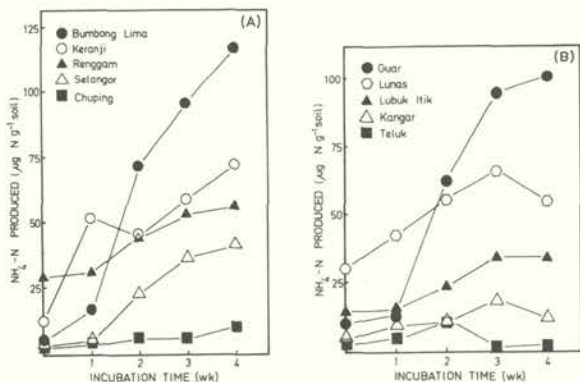 (A)
125
100
75
50
25
NH4-N PRODUCED (µg N g-1 soil)
Bumbong Lima
Keranji
Renggam
Selangor
Chuping
1 2 3 4
INCUBATION TIME (wk)
(B)
100
75
50
25
NH4-N PRODUCED (µg N g-1 soil)
Guar
Lunas
Lubuk Itik
Kangar
Teluk
1 2 3 4
INCUBATION TIME (wk)